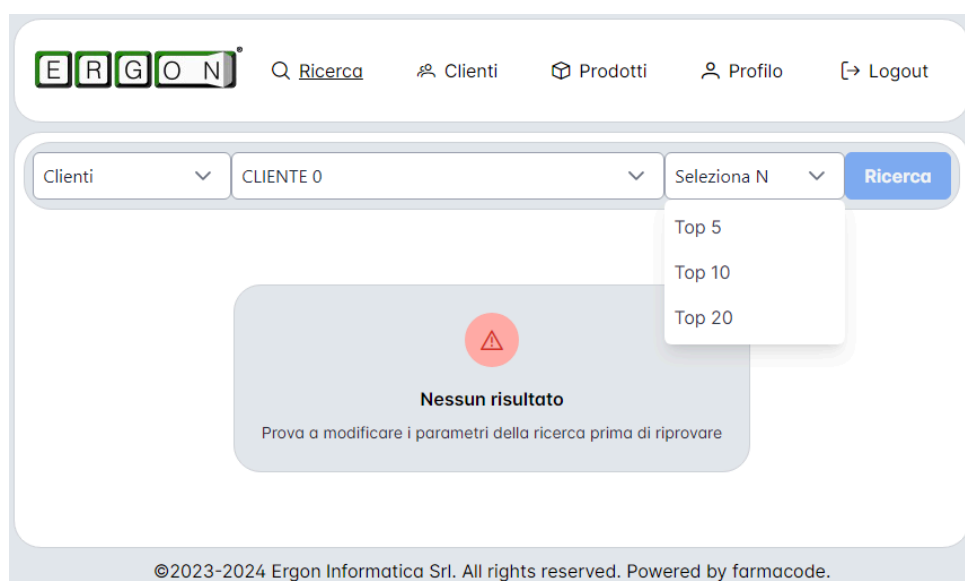 ERGON® Ricerca Clienti Prodotti Profilo Logout
Clienti CLIENTE 0 Seleziona N Ricerca
Top 5
Top 10
Top 20
Nessun risultato
Prova a modificare i parametri della ricerca prima di riprovare
©2023-2024 Ergon Informatica Srl. All rights reserved. Powered by farmacode.